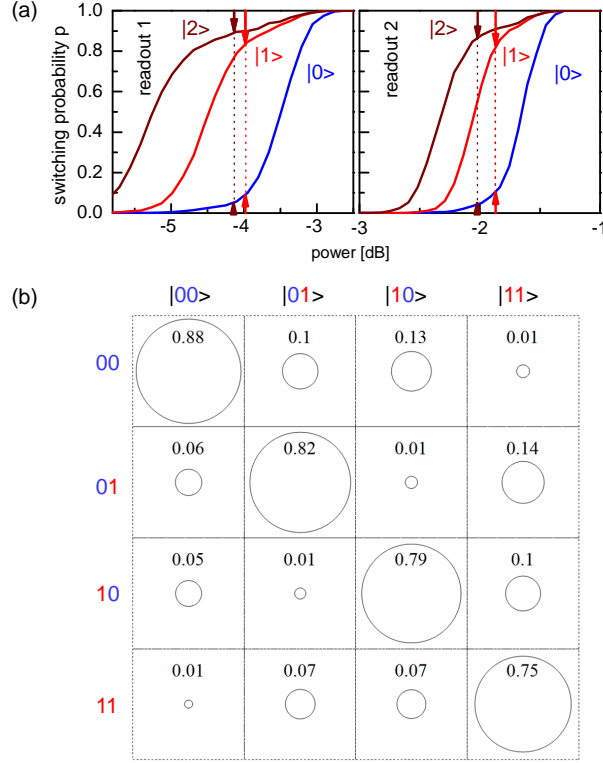 (a)
switching probability p
1.0
0.8
0.6
0.4
0.2
0.0
readout 1
|2>
|1>
|0>
-5
-4
-3
readout 2
|2>
|1>
|0>
-3
-2
-1
power [dB]
(b)
|00> |01> |10> |11>
00 0.88 0.1 0.13 0.01
01 0.06 0.82 0.01 0.14
10 0.05 0.01 0.79 0.1
11 0.01 0.07 0.07 0.75